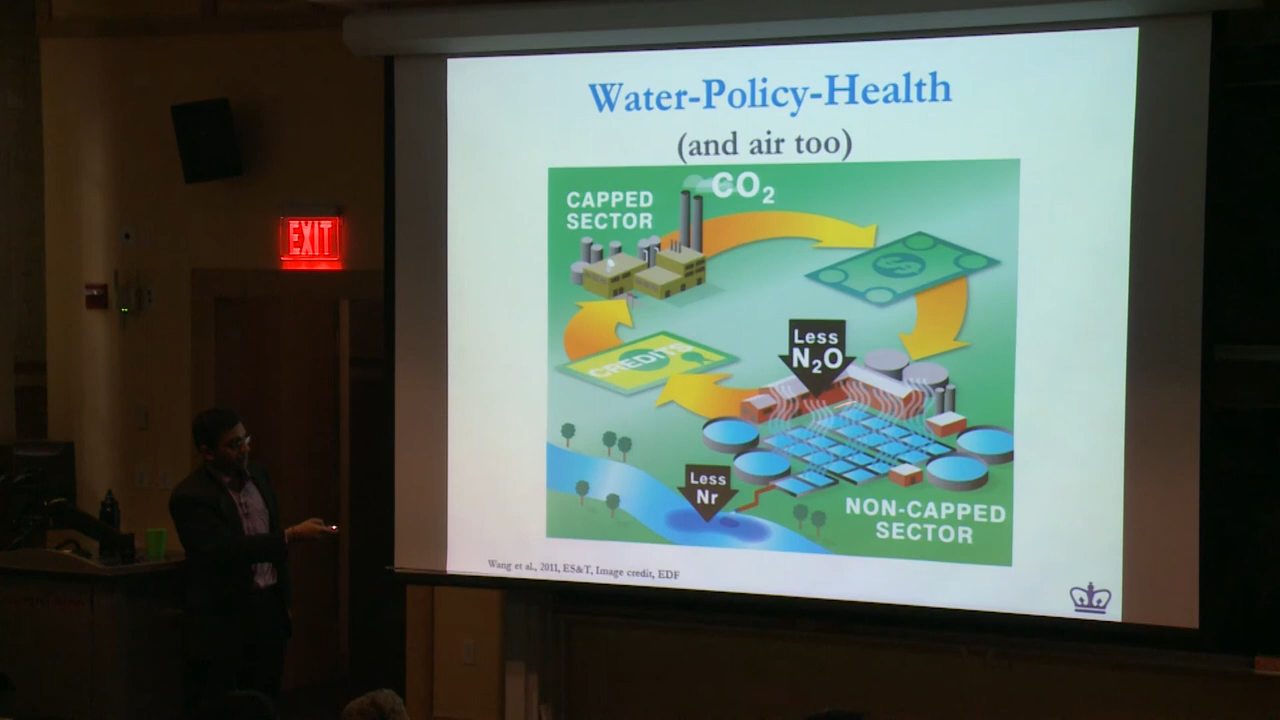 Water-Policy-Health
(and air too)
CAPPED
SECTOR
CO2
EXIT
$
Less
N2O
CREDITS
Less
Nr
NON-CAPPED
SECTOR
Wang et al., 2011, ES&T, Image credit, EDF